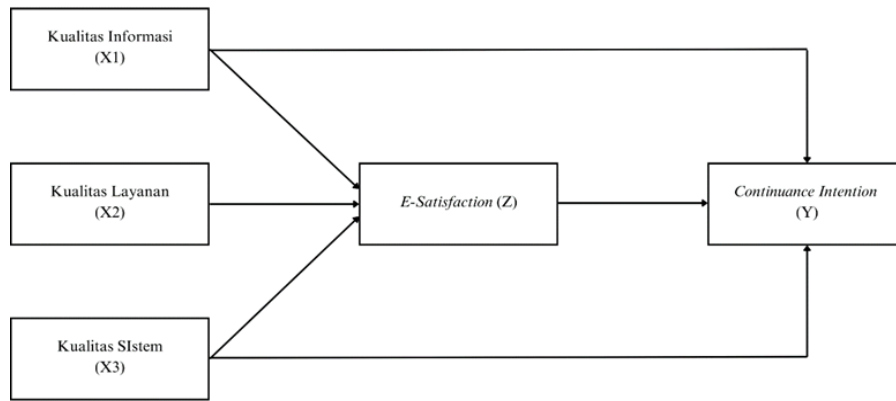 Kualitas Informasi
(X1)
Kualitas Layanan
(X2)
E-Satisfaction (Z)
Continuance Intention
(Y)
Kualitas SIstem
(X3)